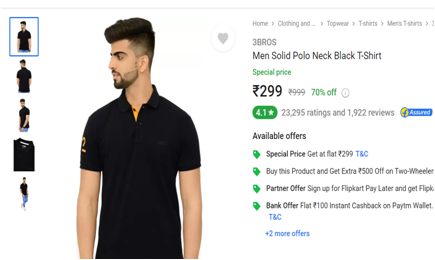 Home > Clothing and ... > Topwear > T-shirts > Men's T-shirts > 3
3BROS
Men Solid Polo Neck Black T-Shirt
Special price
₹299 ₹999 70% off
4.1★ 23,295 ratings and 1,922 reviews Assured
Available offers
Special Price Get at flat ₹299 T&C
Buy this Product and Get Extra ₹500 Off on Two-Wheeler
Partner Offer Sign up for Flipkart Pay Later and get Flipk
Bank Offer Flat ₹100 Instant Cashback on Paytm Wallet.
T&C
+2 more offers
2